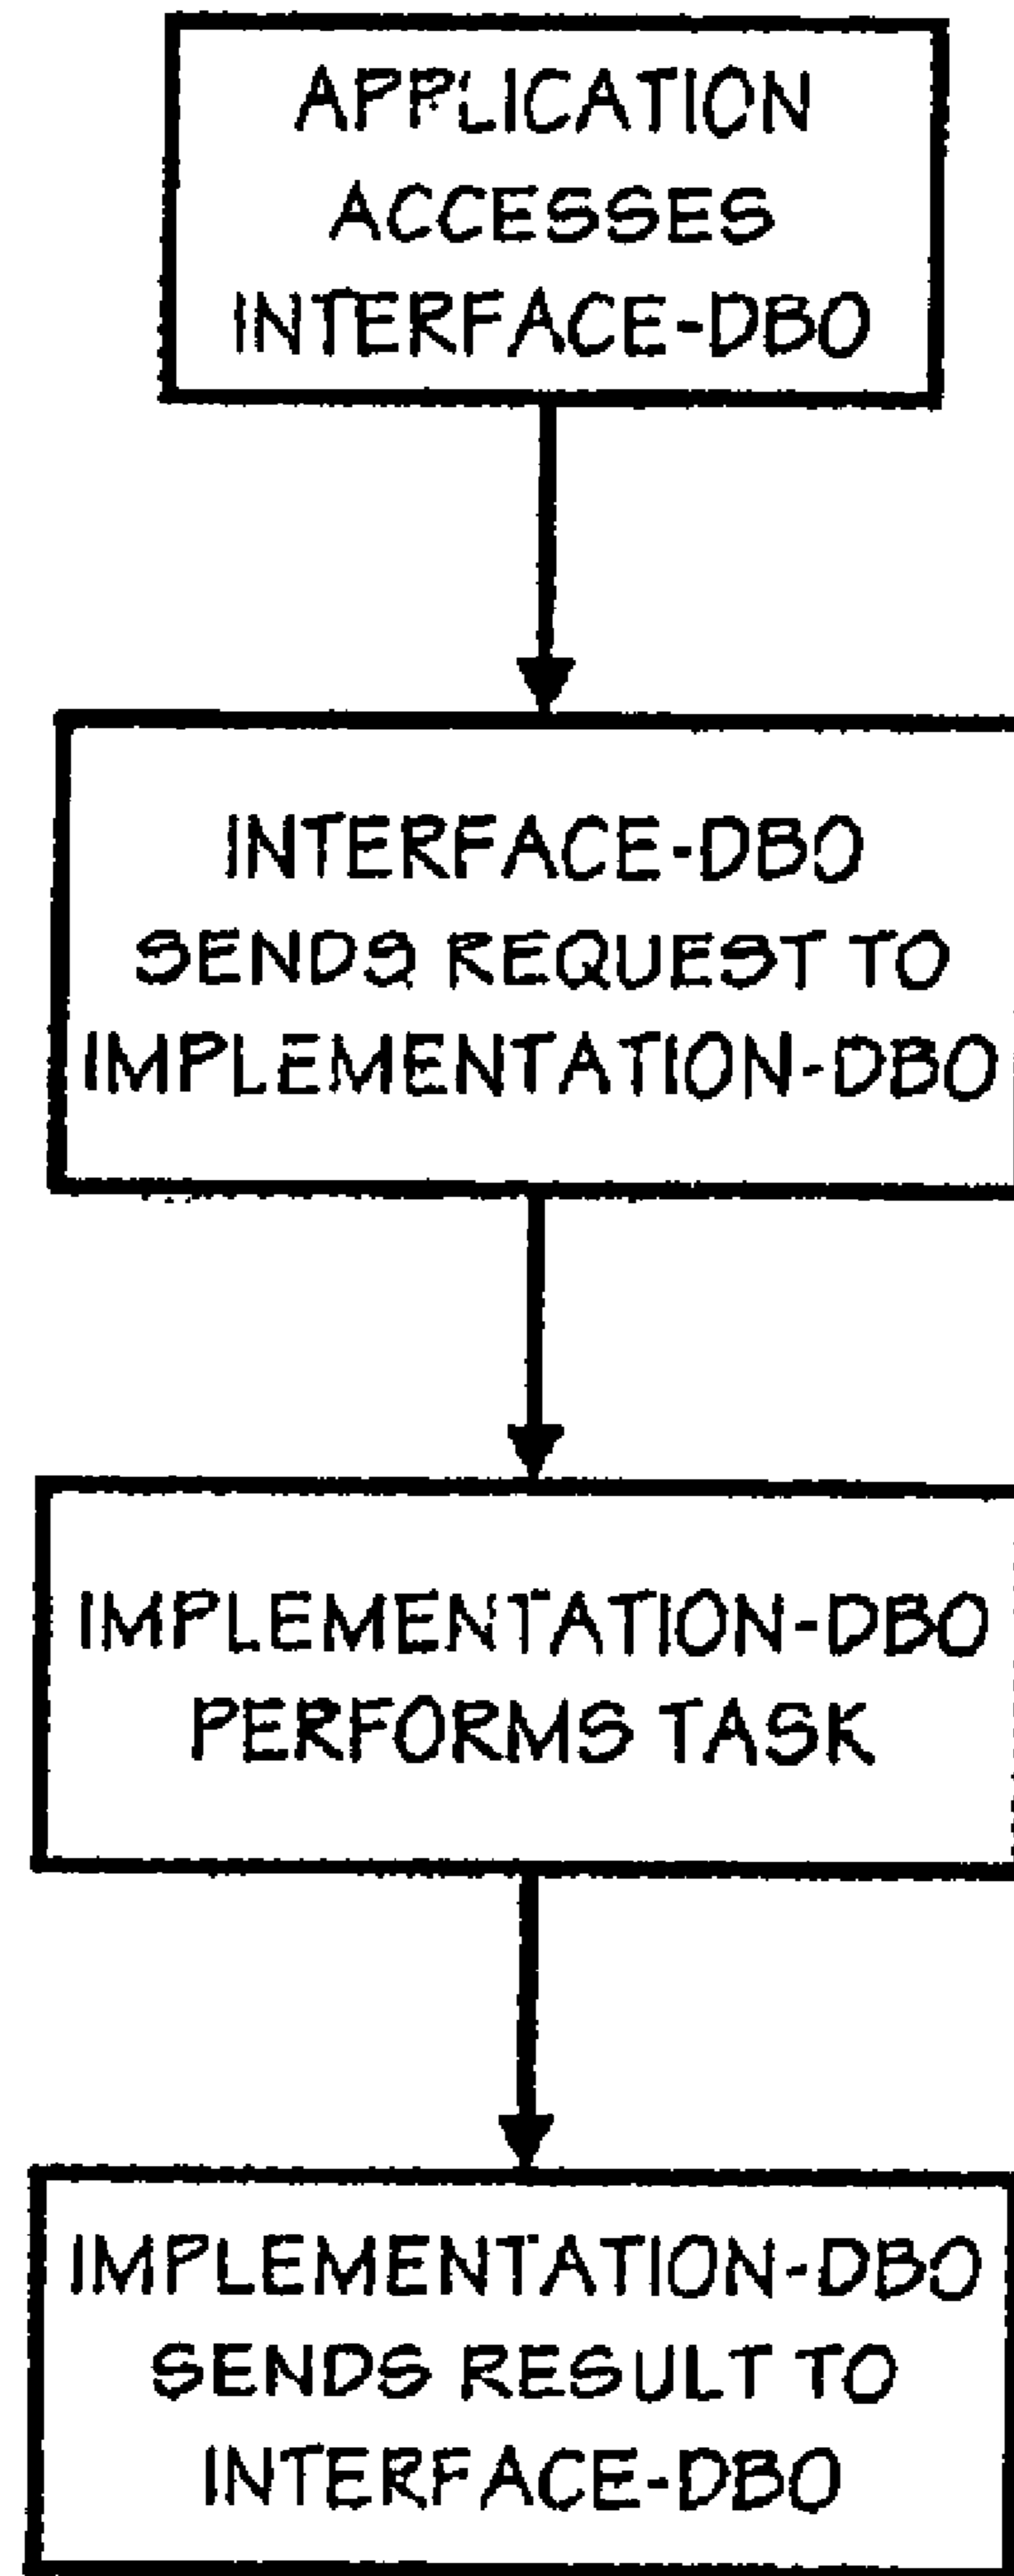 APPLICATION
ACCESSES
INTERFACE-DBO
INTERFACE-DBO
SENDS REQUEST TO
IMPLEMENTATION-DBO
IMPLEMENTATION-DBO
PERFORMS TASK
IMPLEMENTATION-DBO
SENDS RESULT TO
INTERFACE-DBO